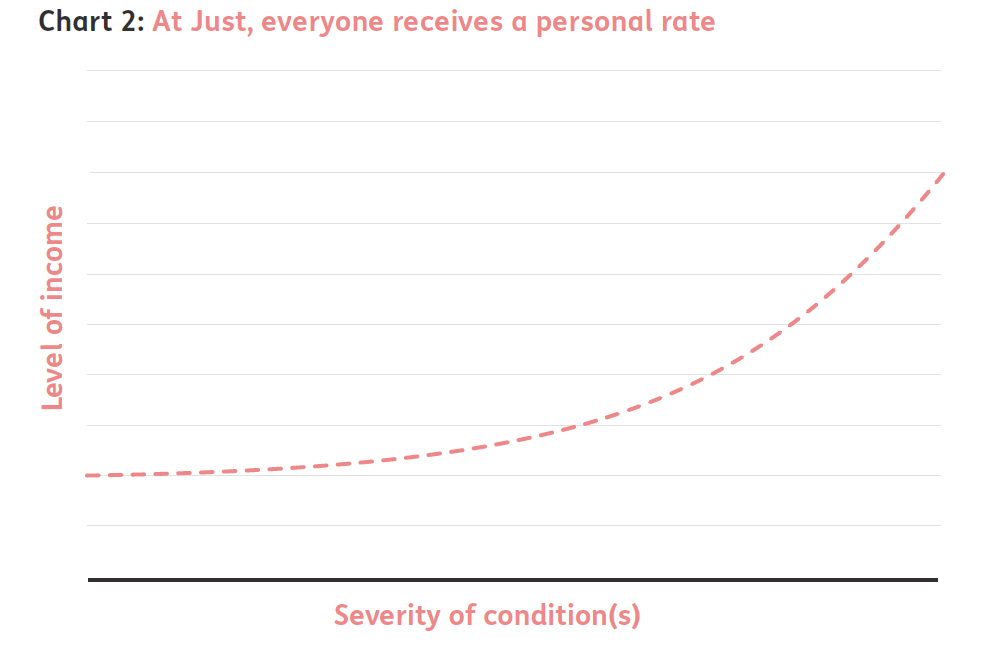 Chart 2: At Just, everyone receives a personal rate
Level of income
Severity of condition(s)